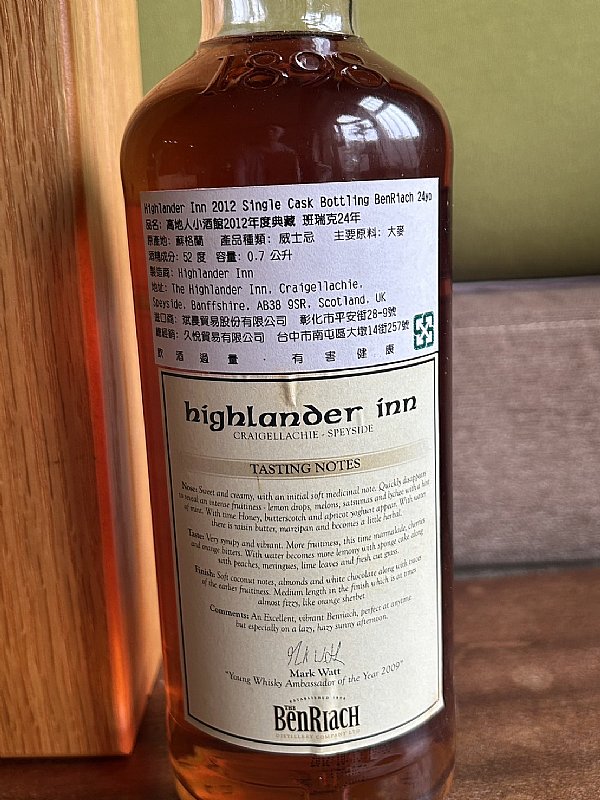 1898
Highlander Inn 2012 Single Cask Bottling BenRiach 24yo
品名: 高地人小酒館2012年度典藏 班瑞克24年
原產地: 蘇格蘭 產品種類: 威士忌 主要原料: 大麥
酒精成分: 52 度 容量: 0.7 公升
製造商: Highlander Inn
地址: The Highlander Inn, Craigellachie,
Speyside, Banffshire, AB38 9SR, Scotland, UK
進口商: 貿易股份有限公司 彰化市平安街28-9號
總經銷: 久悅貿易有限公司 台中市南屯區大墩14街257號
飲酒過量 . 有害健康
highlander inn
CRAIGELLACHIE - SPEYSIDE
TASTING NOTES
Nose: Sweet and creamy, with an initial soft medicinal note. Quickly disappears
to reveal an intense fruitiness - lemon drops, melons, satsumas and lychee with a hint
of mint. With time Honey, butterscotch and apricot yoghurt appear. With water
there is raisin butter, marzipan and becomes a little herbal.
Taste: Very syrupy and vibrant. More fruitiness, this time marmalade, cherries
and orange bitters. With water becomes more lemony with sponge cake along
with peaches, meringues, lime leaves and fresh cut grass.
Finish: Soft coconut notes, almonds and white chocolate along with traces
of the earlier fruitiness. Medium length in the finish which is at times
almost fizzy, like orange sherbet
Comments: An Excellent, vibrant Benriach, perfect at anytime
but especially on a lazy, hazy sunny afternoon.
Mark Watt
Mark Watt
"Young Whisky Ambassador of the Year 2009"
ESTABLISHED 1898
THE
BENRIACH
DISTILLERY COMPANY LTD